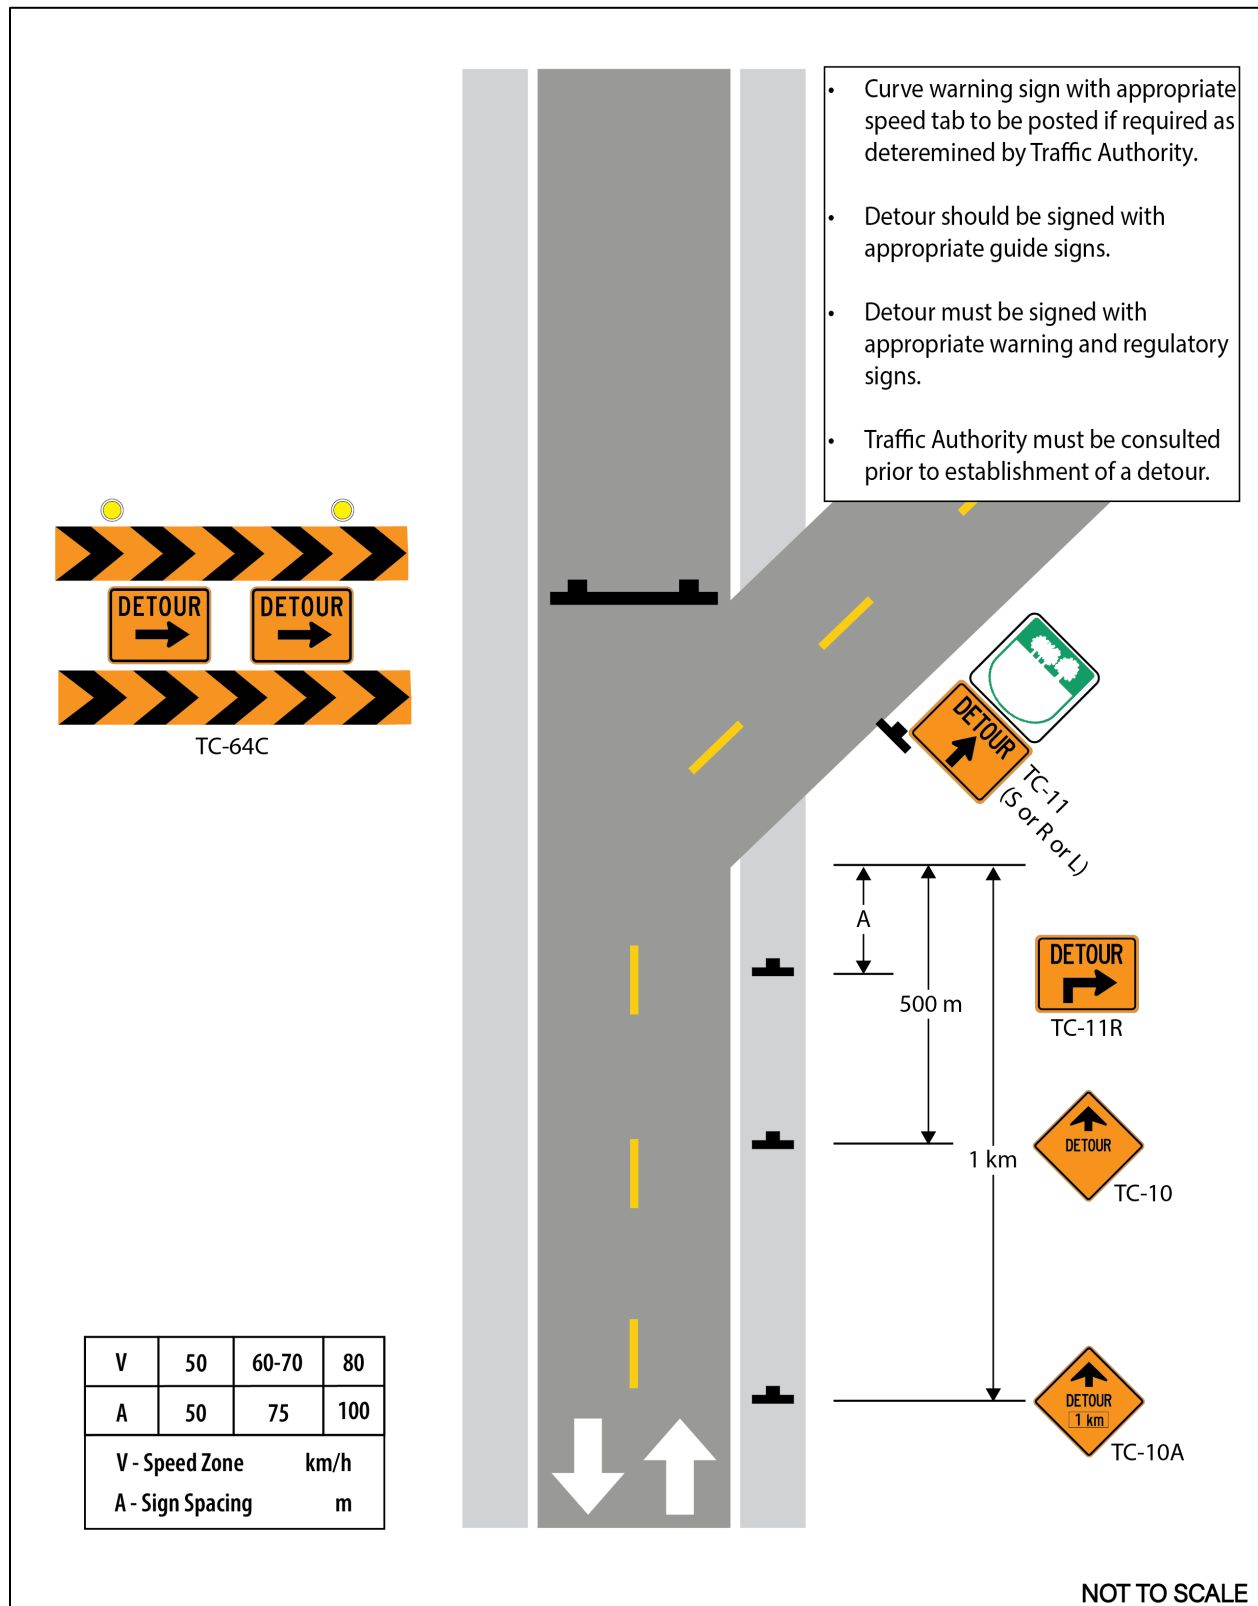 • Curve warning sign with appropriate
speed tab to be posted if required as
deteremined by Traffic Authority.
• Detour should be signed with
appropriate guide signs.
• Detour must be signed with
appropriate warning and regulatory
signs.
• Traffic Authority must be consulted
prior to establishment of a detour.
DETOUR DETOUR
TC-64C
DETOUR
TC-11
(S or R or L)
A
500 m
1 km
DETOUR
TC-11R
DETOUR
TC-10
DETOUR
1 km
TC-10A
V 50 60-70 80
A 50 75 100
V - Speed Zone km/h
A - Sign Spacing m
NOT TO SCALE